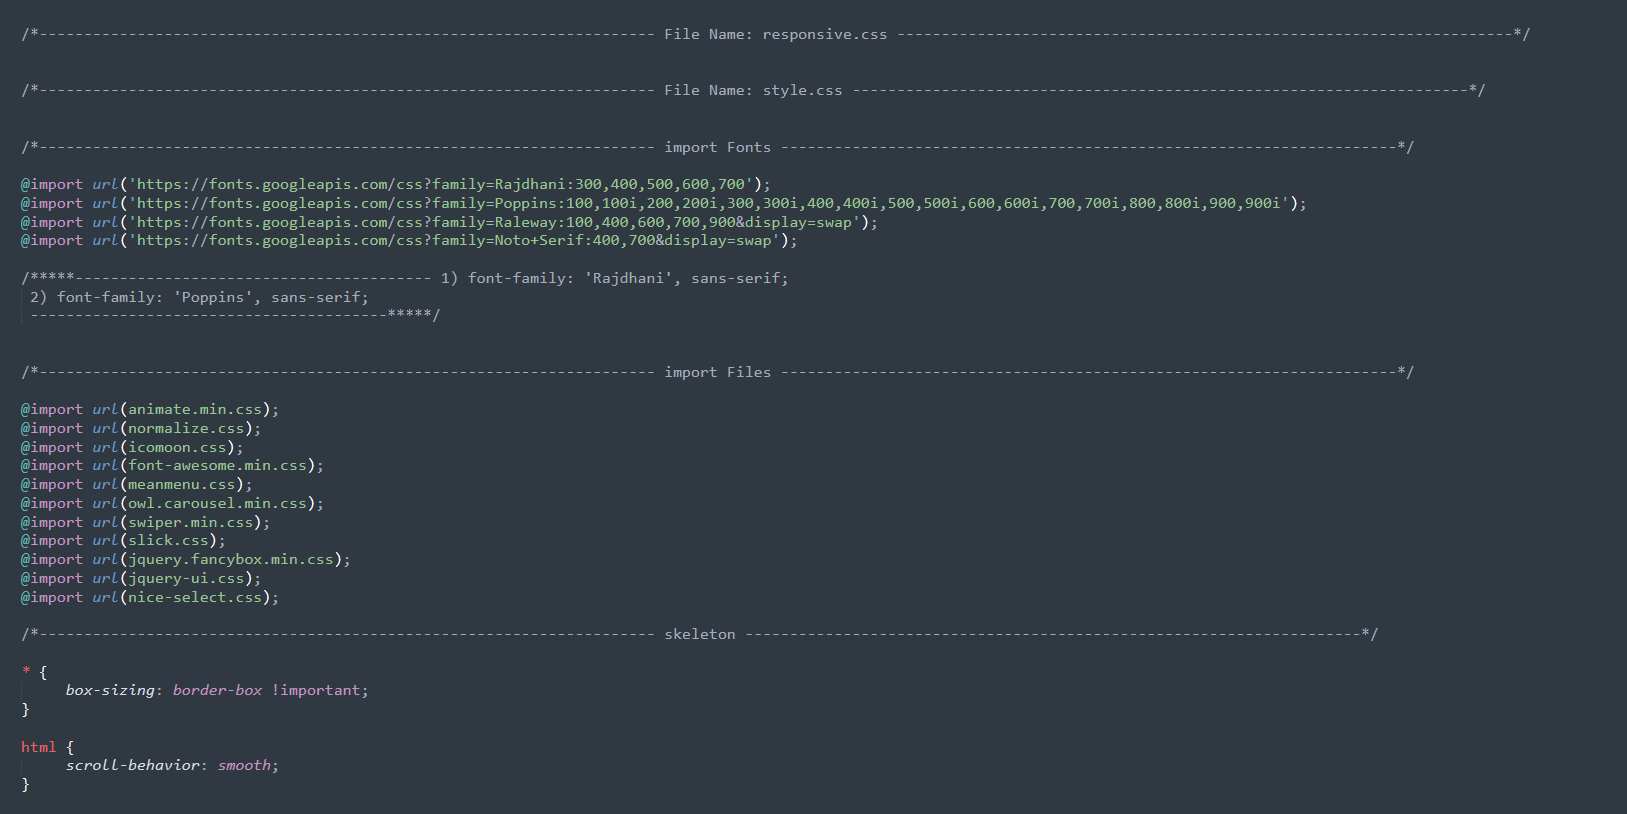 /*--------------------------------------------------------------------- File Name: responsive.css ---------------------------------------------------------------------*/
/*--------------------------------------------------------------------- File Name: style.css ---------------------------------------------------------------------*/
/*--------------------------------------------------------------------- import Fonts ---------------------------------------------------------------------*/
@import url('https://fonts.googleapis.com/css?family=Rajdhani:300,400,500,600,700');
@import url('https://fonts.googleapis.com/css?family=Poppins:100,100i,200,200i,300,300i,400,400i,500,500i,600,600i,700,700i,800,800i,900,900i');
@import url('https://fonts.googleapis.com/css?family=Raleway:100,400,600,700,900&display=swap');
@import url('https://fonts.googleapis.com/css?family=Noto+Serif:400,700&display=swap');
/*****---------------------------------------- 1) font-family: 'Rajdhani', sans-serif;
2) font-family: 'Poppins', sans-serif;
----------------------------------------*****/
/*--------------------------------------------------------------------- import Files ---------------------------------------------------------------------*/
@import url(animate.min.css);
@import url(normalize.css);
@import url(icomoon.css);
@import url(font-awesome.min.css);
@import url(meanmenu.css);
@import url(owl.carousel.min.css);
@import url(swiper.min.css);
@import url(slick.css);
@import url(jquery.fancybox.min.css);
@import url(jquery-ui.css);
@import url(nice-select.css);
/*--------------------------------------------------------------------- skeleton ---------------------------------------------------------------------*/
* {
box-sizing: border-box !important;
}
html {
scroll-behavior: smooth;
}